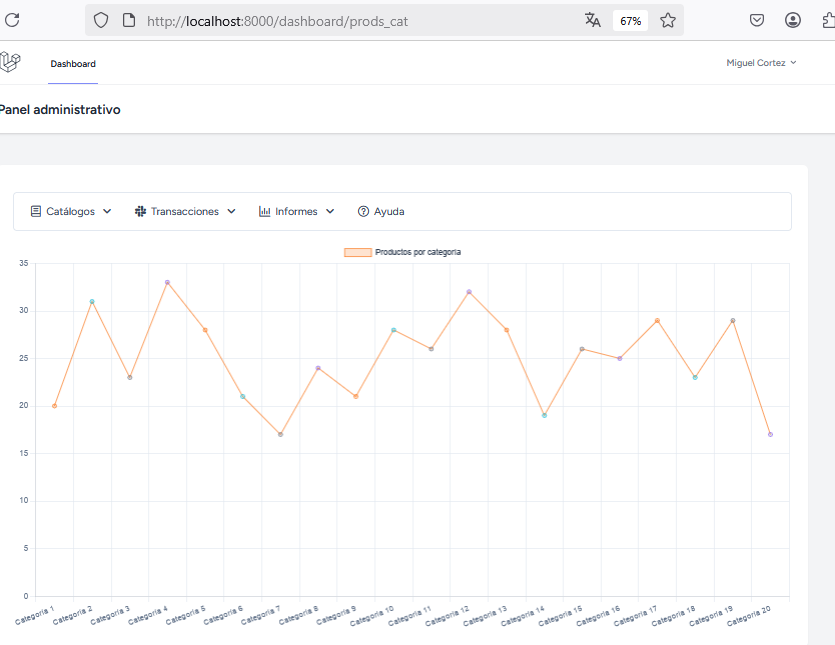 http://localhost:8000/dashboard/prods_cat
67%
Dashboard
Miguel Cortez
Panel administrativo
Catálogos
Transacciones
Informes
Ayuda
Productos por categoria
35
30
25
20
15
10
5
0
Categoria 1
Categoria 2
Categoria 3
Categoria 4
Categoria 5
Categoria 6
Categoria 7
Categoria 8
Categoria 9
Categoria 10
Categoria 11
Categoria 12
Categoria 13
Categoria 14
Categoria 15
Categoria 16
Categoria 17
Categoria 18
Categoria 19
Categoria 20